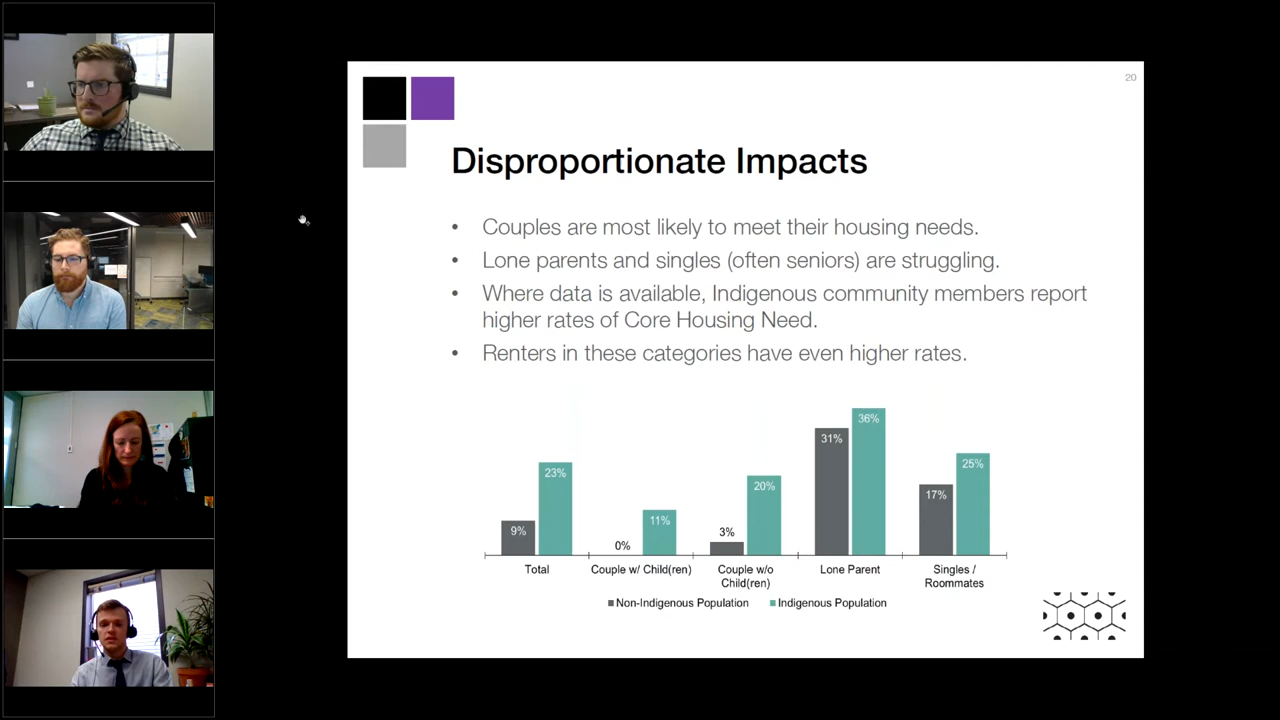 20
Disproportionate Impacts
• Couples are most likely to meet their housing needs.
• Lone parents and singles (often seniors) are struggling.
• Where data is available, Indigenous community members report
higher rates of Core Housing Need.
• Renters in these categories have even higher rates.
9%
23%
0%
11%
3%
20%
31%
36%
17%
25%
Total
Couple w/ Child(ren)
Couple w/o
Child(ren)
Lone Parent
Singles /
Roommates
Non-Indigenous Population
Indigenous Population